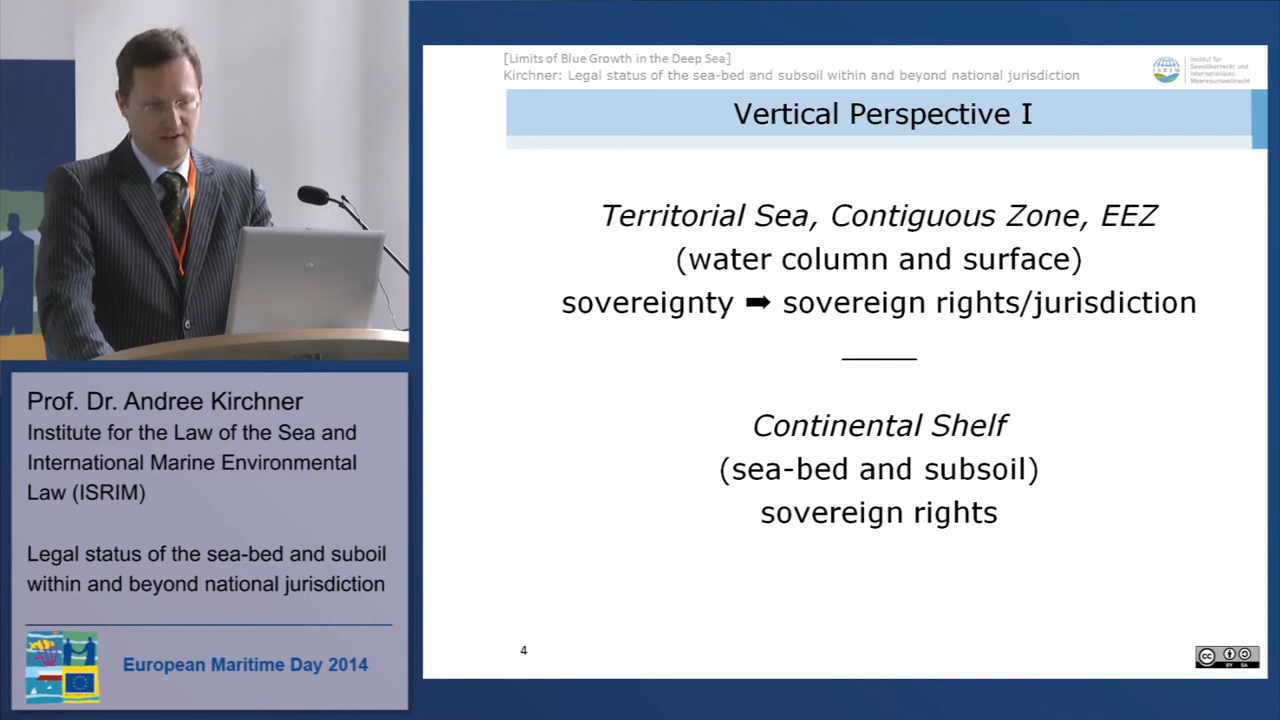 [Limits of Blue Growth in the Deep Sea]
Kirchner: Legal status of the sea-bed and subsoil within and beyond national jurisdiction
ISRIM
Institut für
Seevölkerrecht und
Internationales
Meeresumweltrecht
Vertical Perspective I
Territorial Sea, Contiguous Zone, EEZ
(water column and surface)
sovereignty ➡ sovereign rights/jurisdiction
Continental Shelf
(sea-bed and subsoil)
sovereign rights
4
cc
BY SA
Prof. Dr. Andree Kirchner
Institute for the Law of the Sea and
International Marine Environmental
Law (ISRIM)
Legal status of the sea-bed and suboil
within and beyond national jurisdiction
European Maritime Day 2014